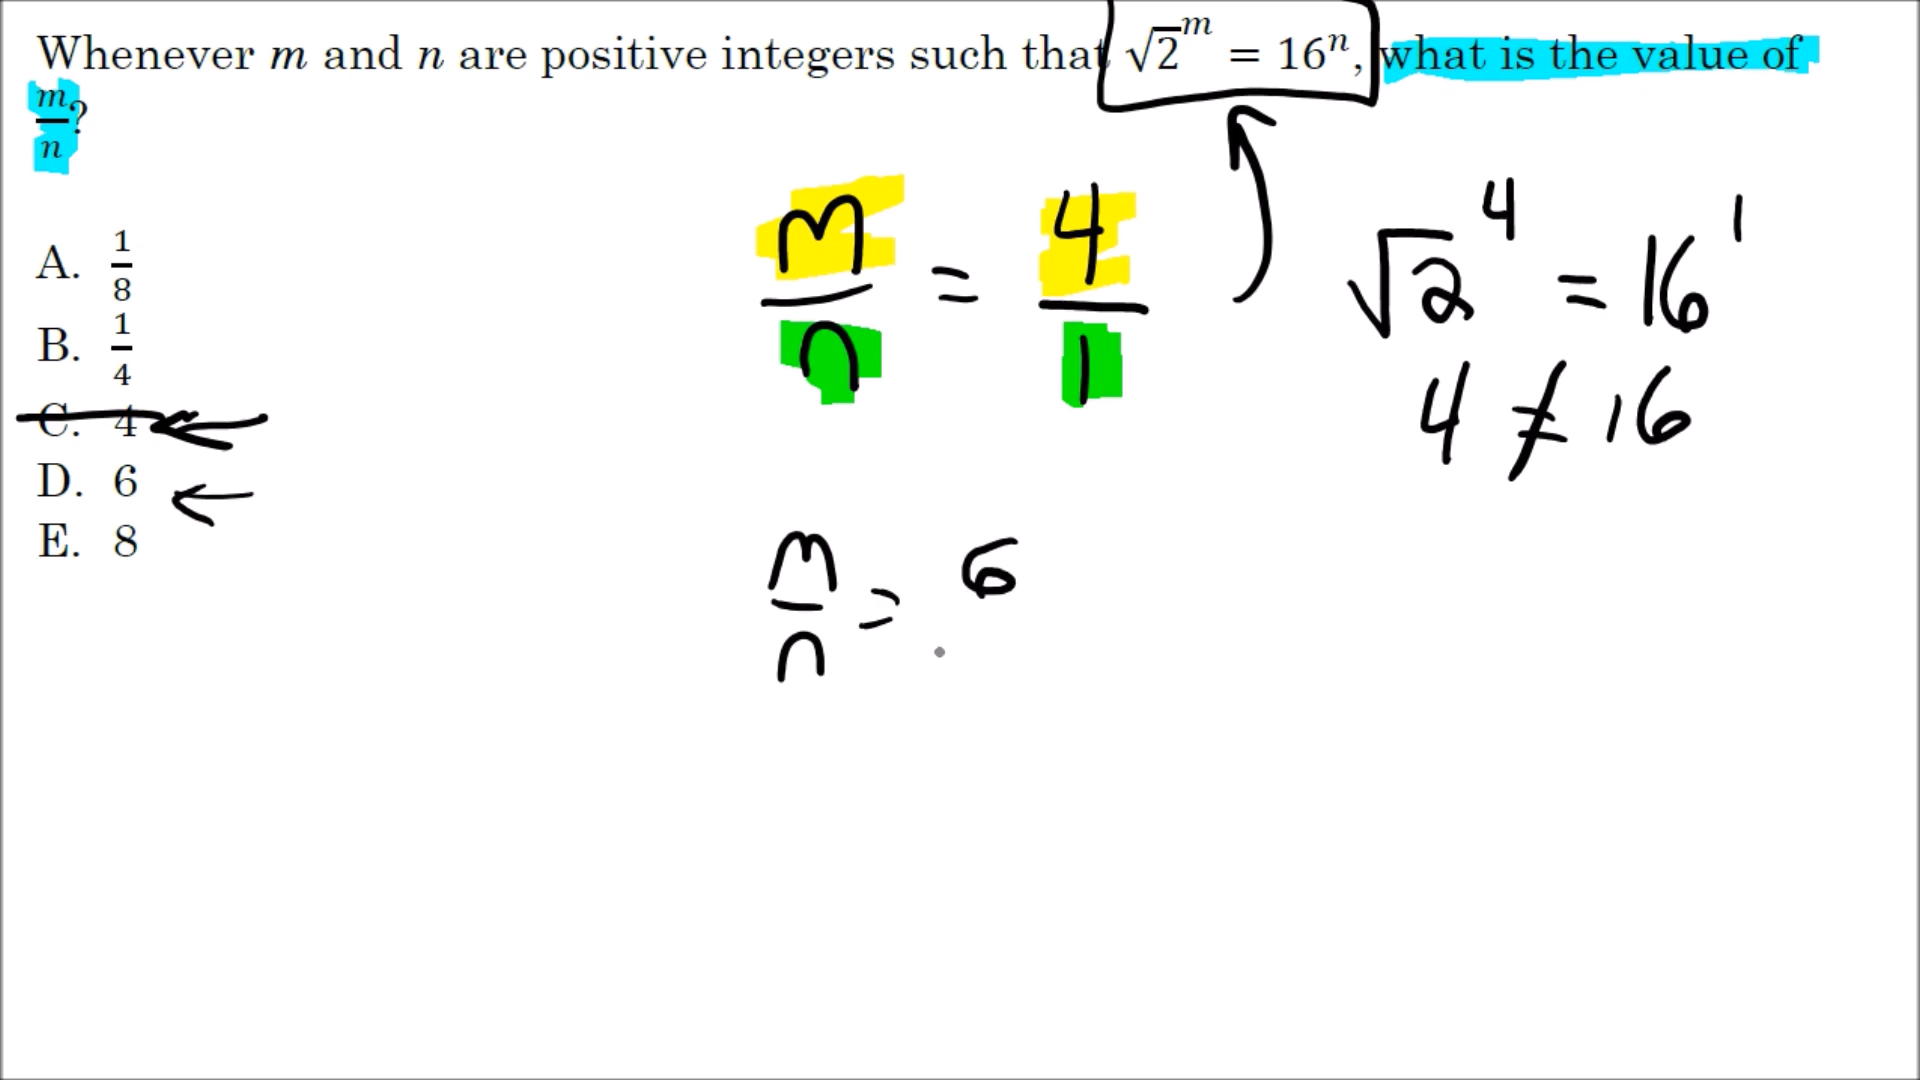 Whenever m and n are positive integers such that √2^m = 16^n, what is the value of
m/n?
A. 1/8
B. 1/4
C. 4
D. 6
E. 8
m/n = 4/1
√2^4 = 16^1
4 ≠ 16
m/n = 6